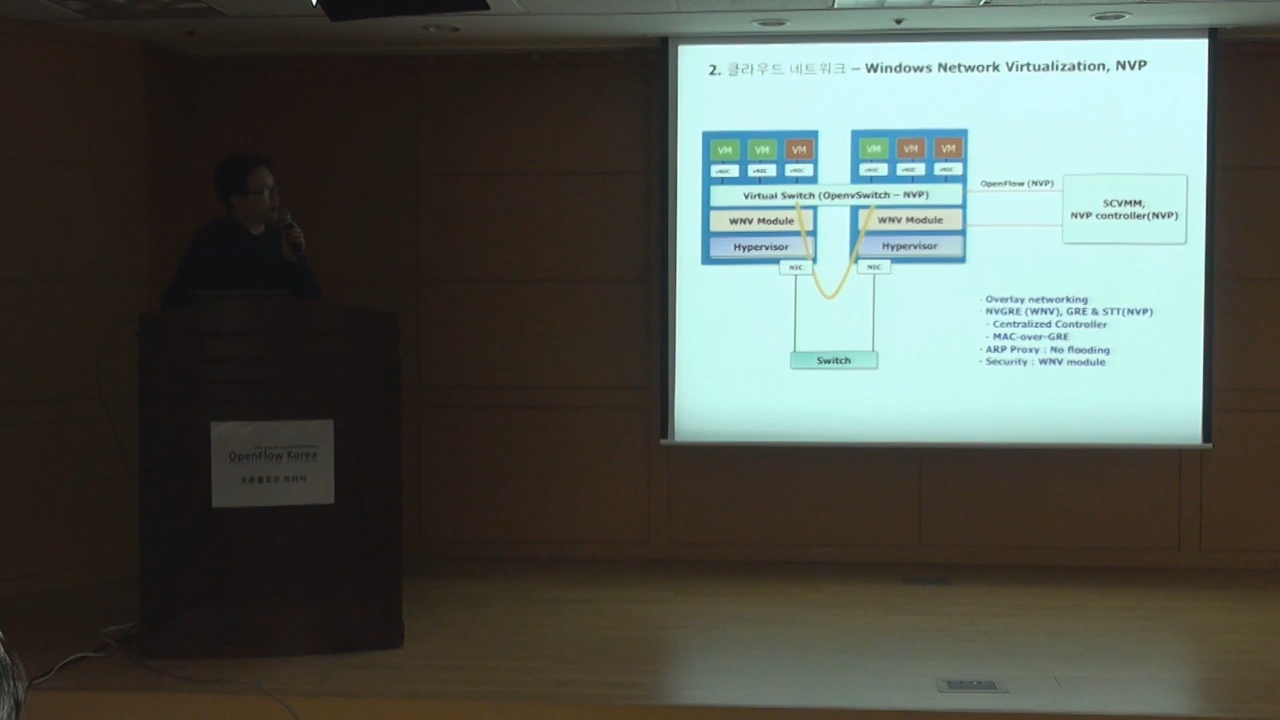 2. 클라우드 네트워크 – Windows Network Virtualization, NVP
VM VM VM VM VM VM
vNIC vNIC vNIC vNIC vNIC vNIC
Virtual Switch (OpenvSwitch – NVP)
WNV Module WNV Module
Hypervisor Hypervisor
NIC NIC
Switch
OpenFlow (NVP)
SCVMM,
NVP controller(NVP)
- Overlay networking
- NVGRE (WNV), GRE & STT(NVP)
- Centralized Controller
- MAC-over-GRE
- ARP Proxy : No flooding
- Security : WNV module
OpenFlow Korea